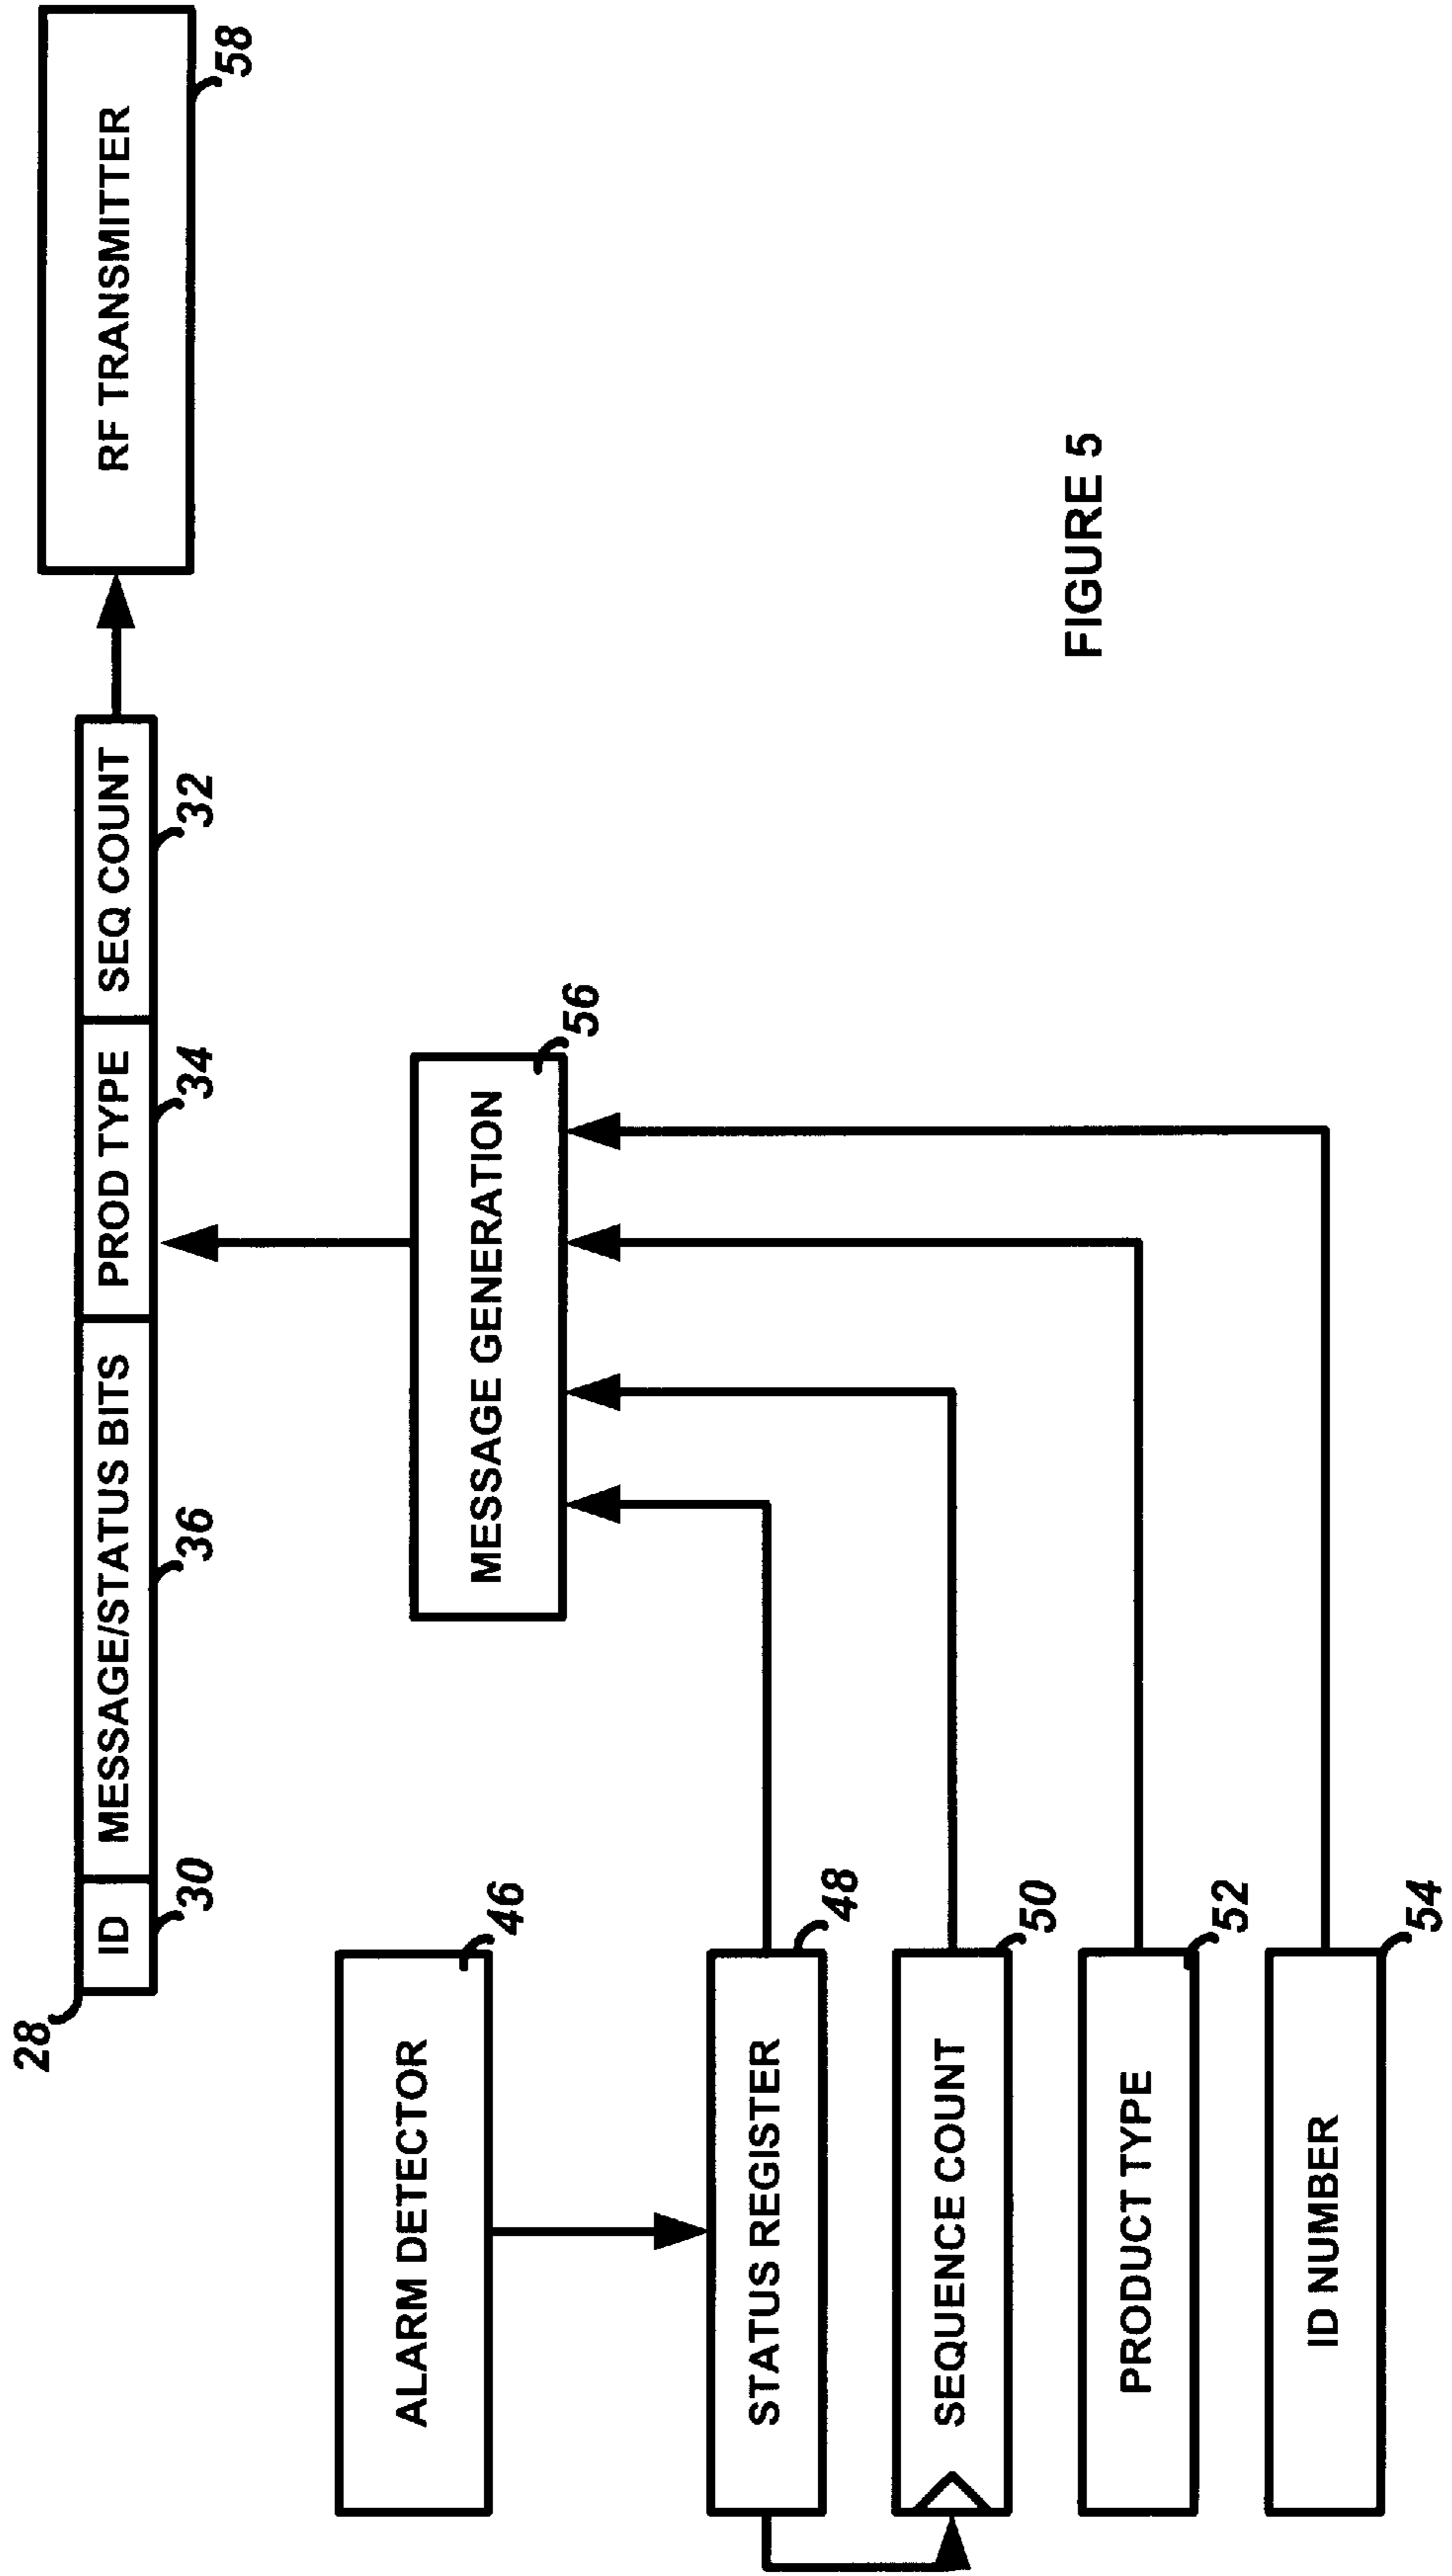 28
ID
MESSAGE/STATUS BITS
PROD TYPE
SEQ COUNT
RF TRANSMITTER
30
36
34
32
58
ALARM DETECTOR
46
MESSAGE GENERATION
56
STATUS REGISTER
48
SEQUENCE COUNT
50
PRODUCT TYPE
52
ID NUMBER
54
FIGURE 5